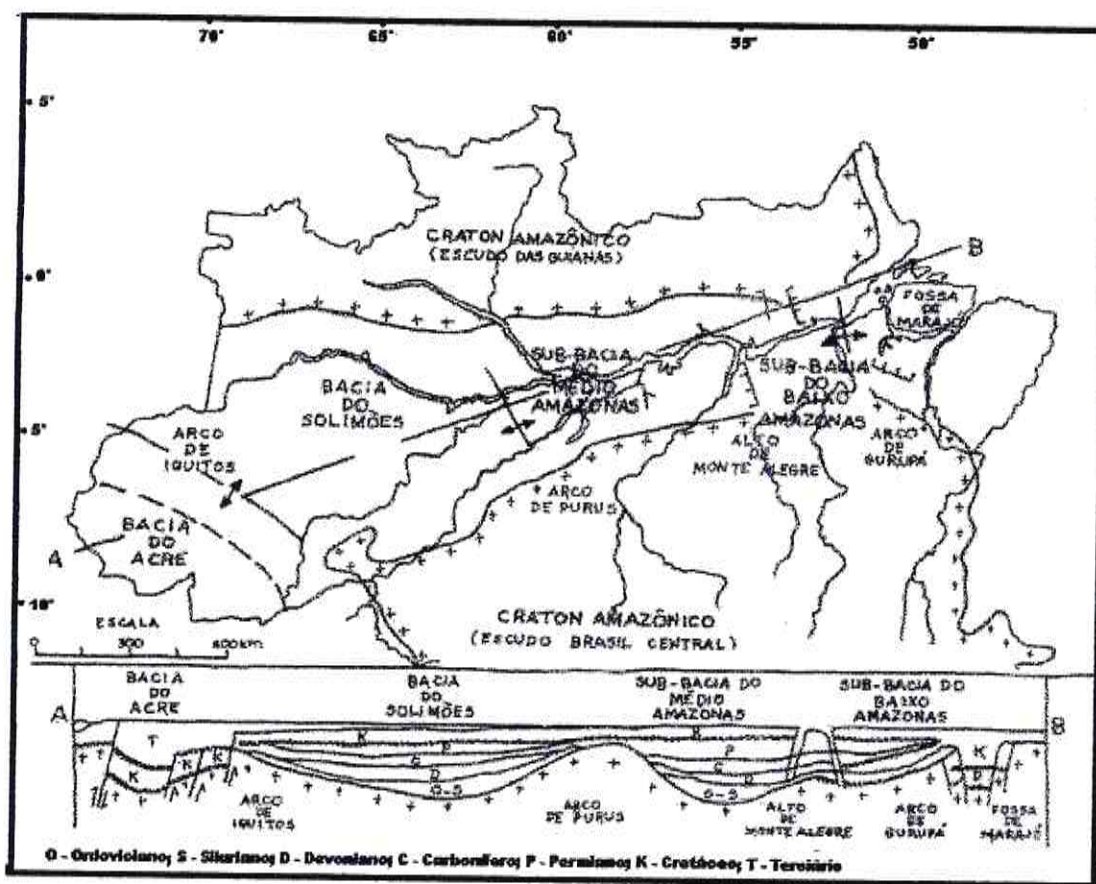 70° 65° 60° 55° 50°
5°
CRATON AMAZÔNICO
(ESCUDO DAS GUIANAS)
B
0°
FOSSA
DE
MARAJÓ
SUB-BACIA
DO
MÉDIO
AMAZONAS
SUB-BACIA
DO
BAIXO
AMAZONAS
BACIA
DO
SOLIMÕES
ARCO
DE
IQUITOS
5°
ALTO
DE
MONTE ALEGRE
ARCO
DE
GURUPÁ
ARCO
DE PURUS
A
BACIA
DO
ACRE
10°
ESCALA
0 300 600km
CRATON AMAZÔNICO
(ESCUDO BRASIL CENTRAL)
BACIA
DO
ACRE
BACIA
DO
SOLIMÕES
SUB-BACIA DO
MÉDIO
AMAZONAS
SUB-BACIA DO
BAIXO
AMAZONAS
A B
T K K K
K P C D O-S
P C D O-S
K D
ARCO
DE
IQUITOS
ARCO
DE PURUS
ALTO
DE
MONTE ALEGRE
ARCO
DE
GURUPÁ
FOSSA
DE
MARAJÓ
O - Ordoviciano; S - Siluriano; D - Devoniano; C - Carbonífero; P - Permiano; K - Cretáceo; T - Terciário